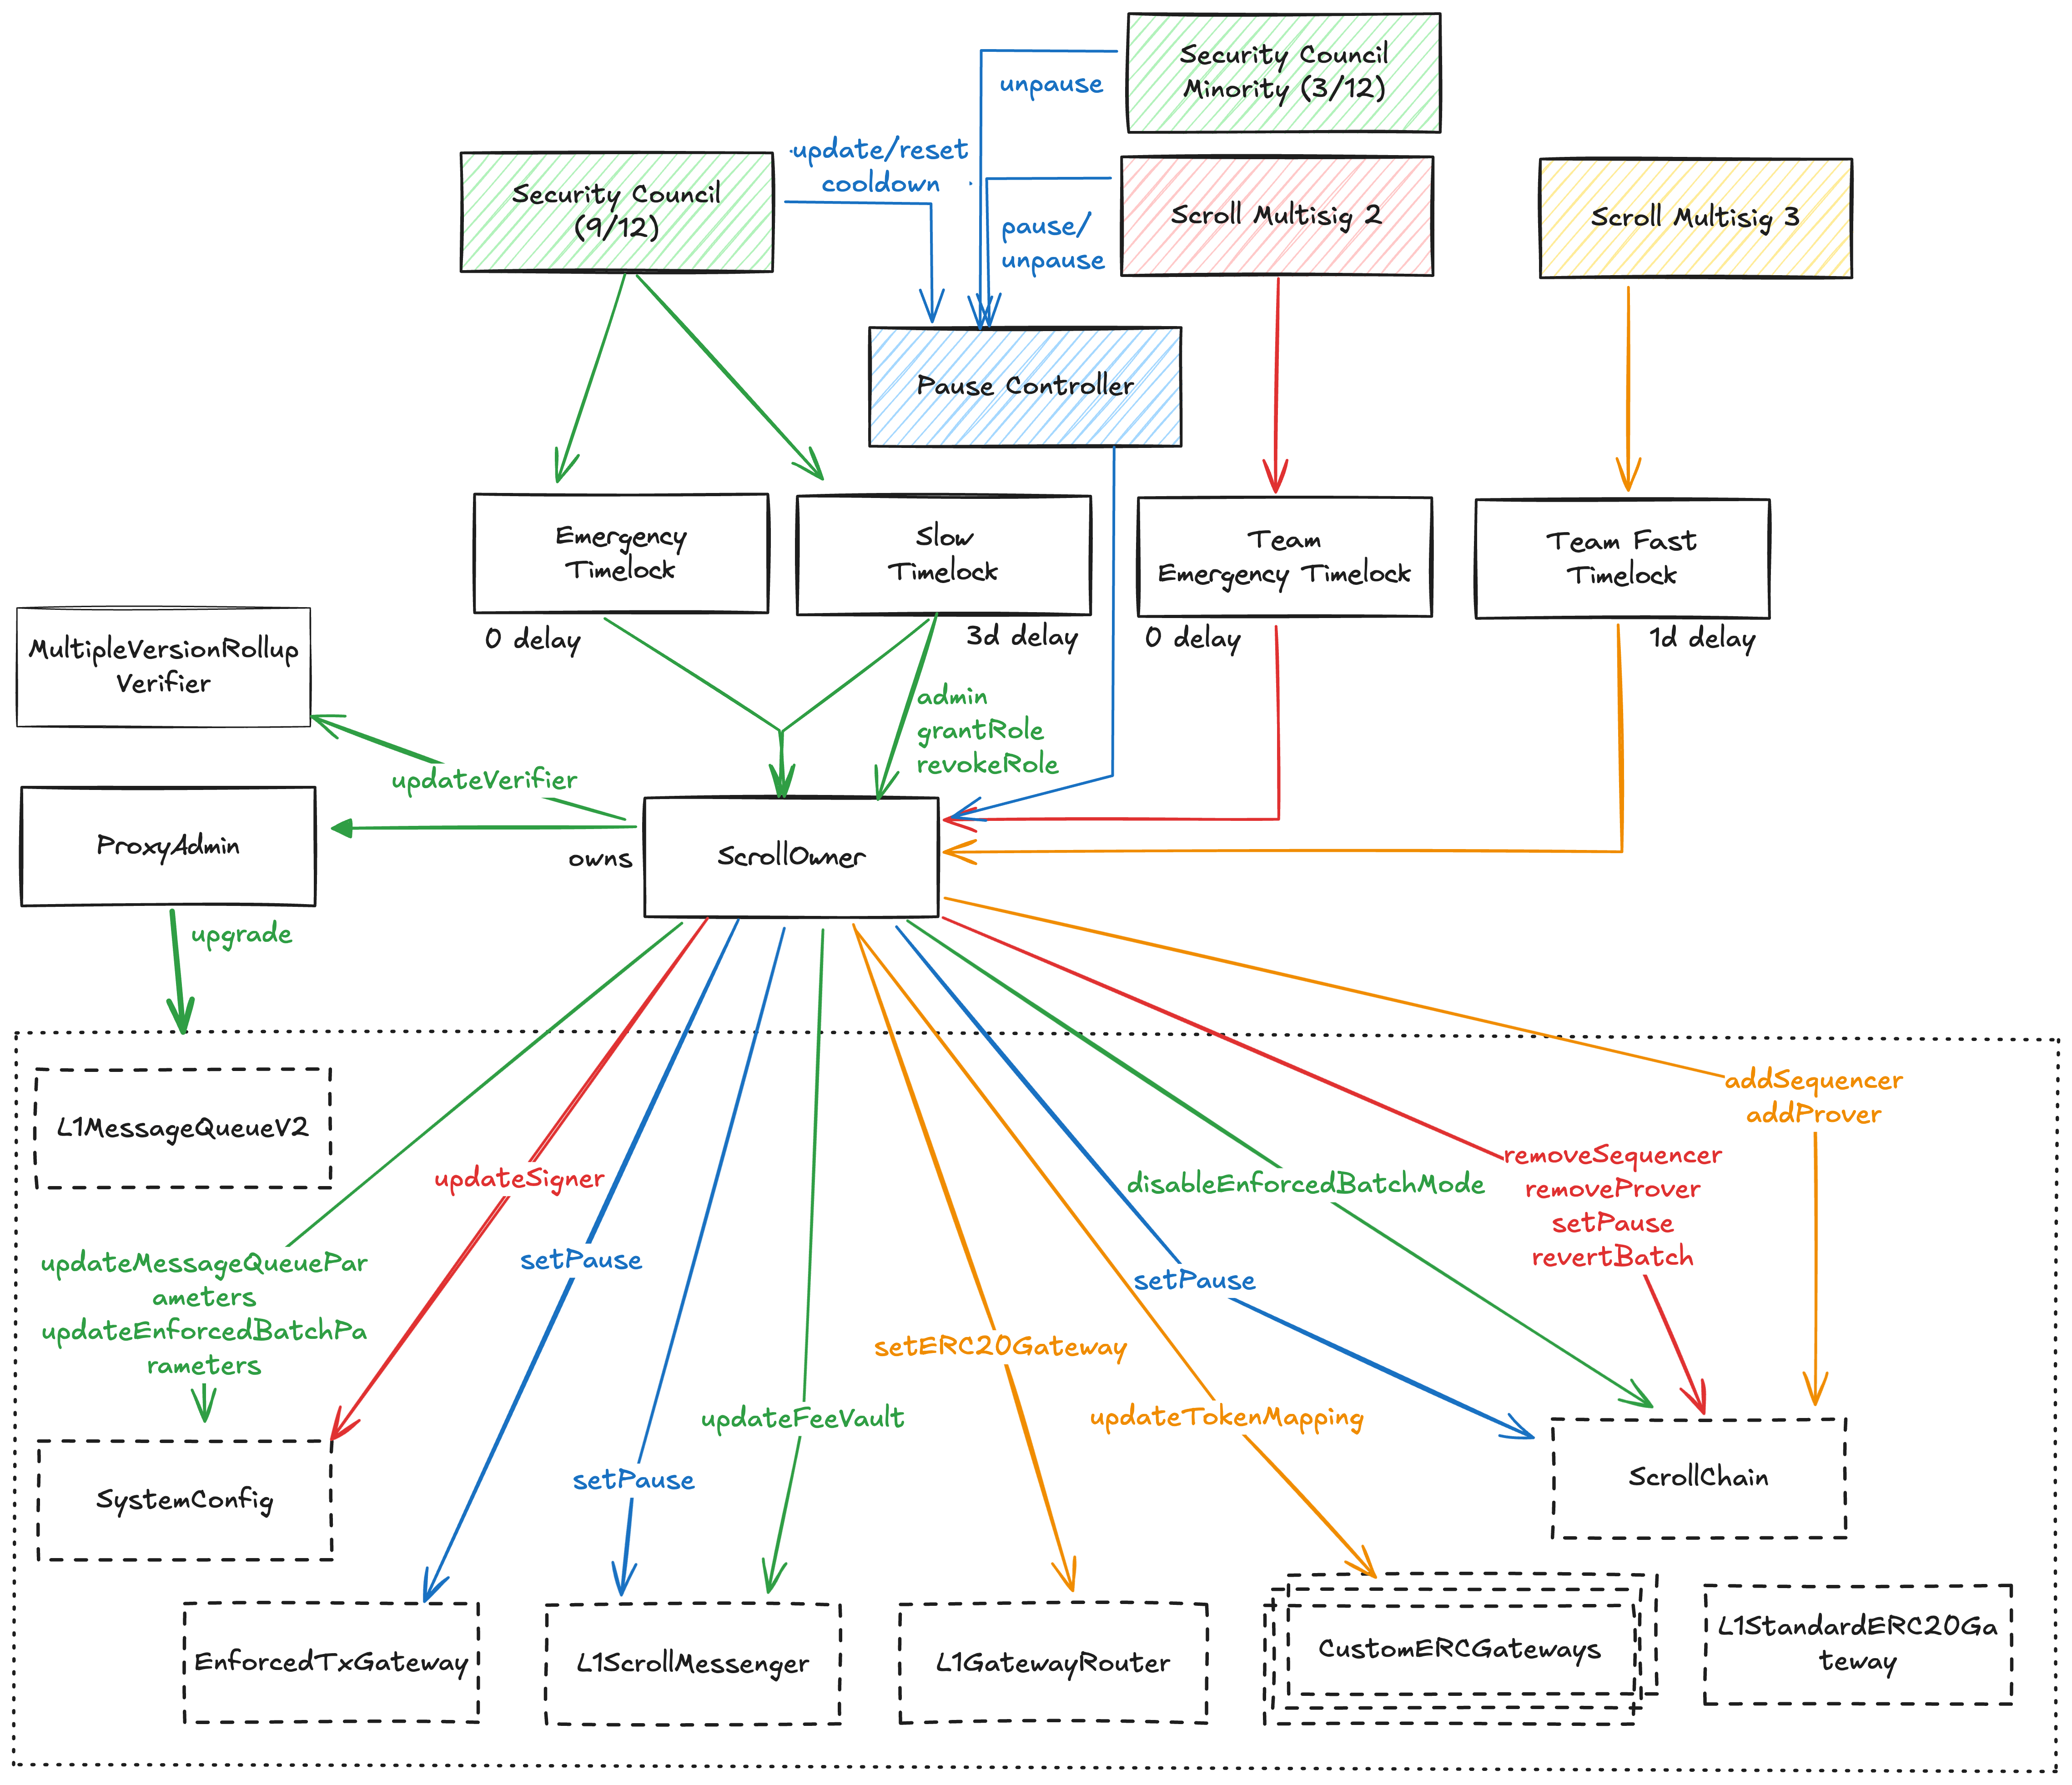 Security Council
Minority (3/12)
unpause
update/reset
cooldown
Security Council
(9/12)
Scroll Multisig 2
Scroll Multisig 3
pause/
unpause
Pause Controller
Emergency
Timelock
Slow
Timelock
Team
Emergency Timelock
Team Fast
Timelock
0 delay
3d delay
0 delay
1d delay
MultipleVersionRollup
Verifier
admin
grantRole
revokeRole
updateVerifier
ProxyAdmin
owns
ScrollOwner
upgrade
L1MessageQueueV2
addSequencer
addProver
updateSigner
disableEnforcedBatchMode
removeSequencer
removeProver
setPause
revertBatch
updateMessageQueuePar
ameters
updateEnforcedBatchPa
rameters
setPause
setPause
setERC20Gateway
updateFeeVault
updateTokenMapping
setPause
SystemConfig
ScrollChain
EnforcedTxGateway
L1ScrollMessenger
L1GatewayRouter
CustomERCGateways
L1StandardERC20Ga
teway